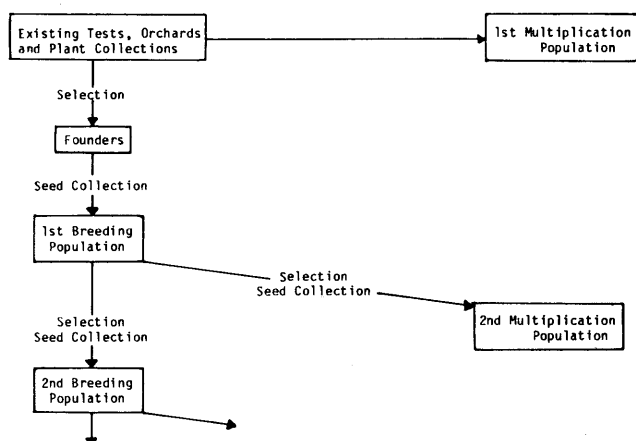 Existing Tests, Orchards
and Plant Collections
1st Multiplication
Population
Selection
Founders
Seed Collection
1st Breeding
Population
Selection
Seed Collection
2nd Multiplication
Population
Selection
Seed Collection
2nd Breeding
Population